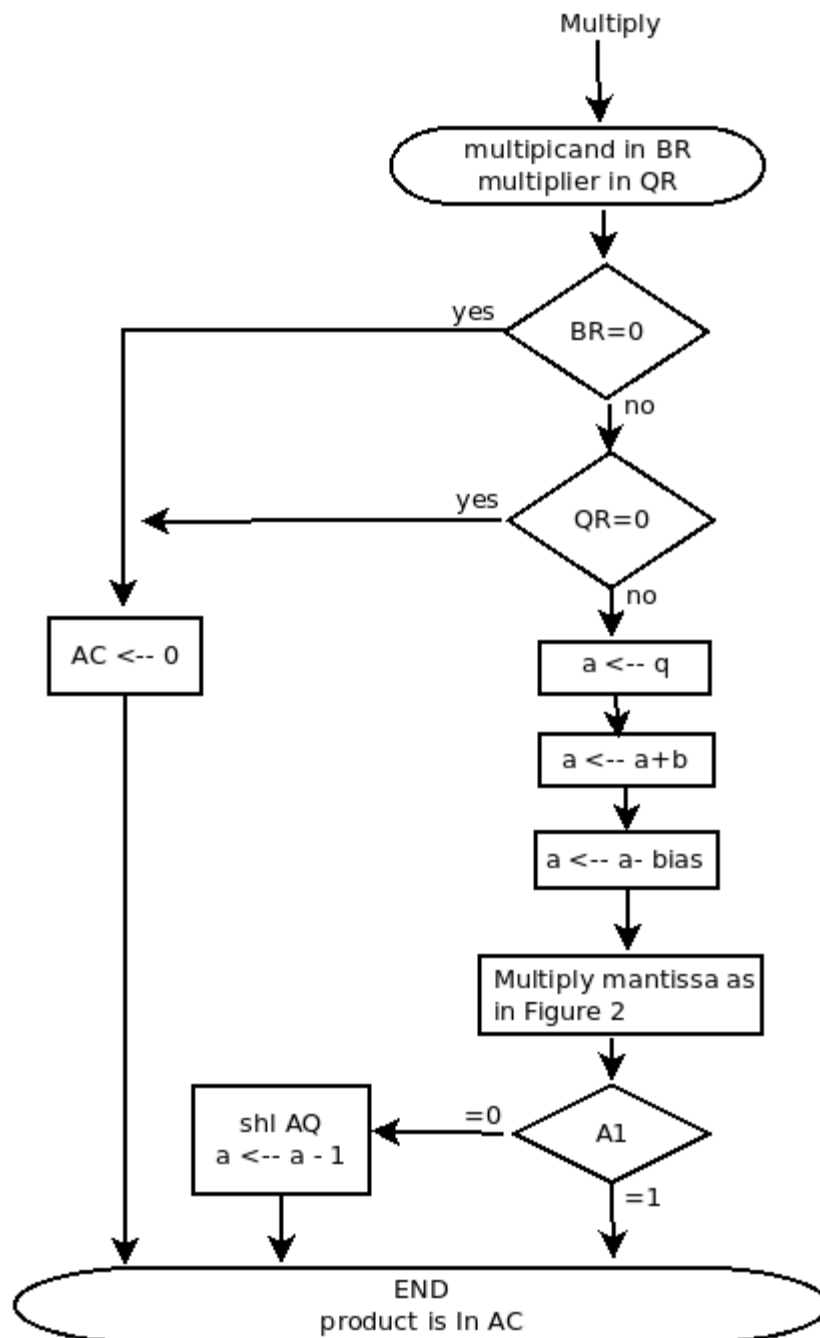 Multiply
multipicand in BR
multiplier in QR
yes
BR=0
no
yes
QR=0
no
AC <-- 0
a <-- q
a <-- a+b
a <-- a- bias
Multiply mantissa as
in Figure 2
shl AQ
a <-- a - 1
=0
A1
=1
END
product is In AC